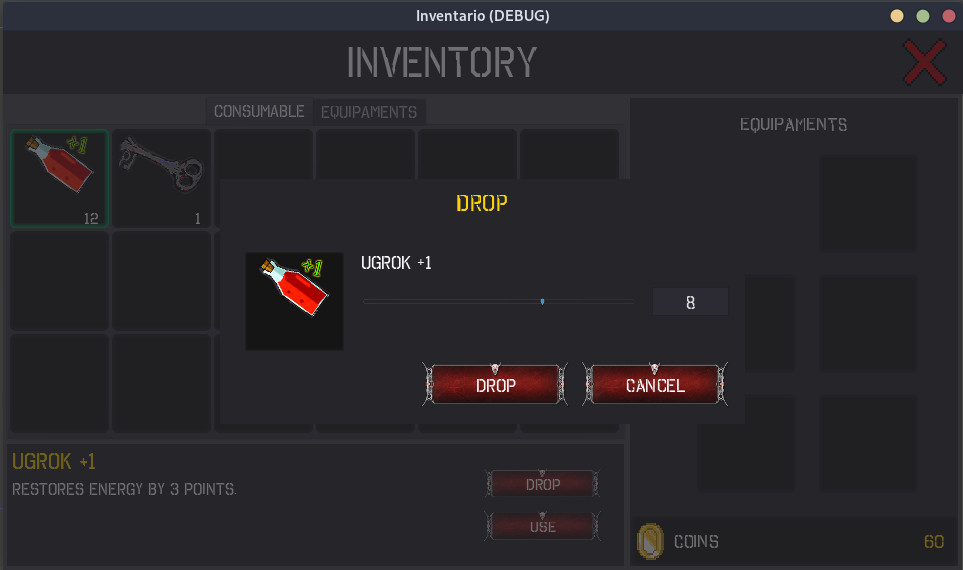 Inventario (DEBUG)
INVENTORY
CONSUMABLE EQUIPAMENTS
EQUIPAMENTS
+1
12
1
DROP
+1
UGROK +1
8
DROP CANCEL
UGROK +1
RESTORES ENERGY BY 3 POINTS.
DROP
USE
COINS 60